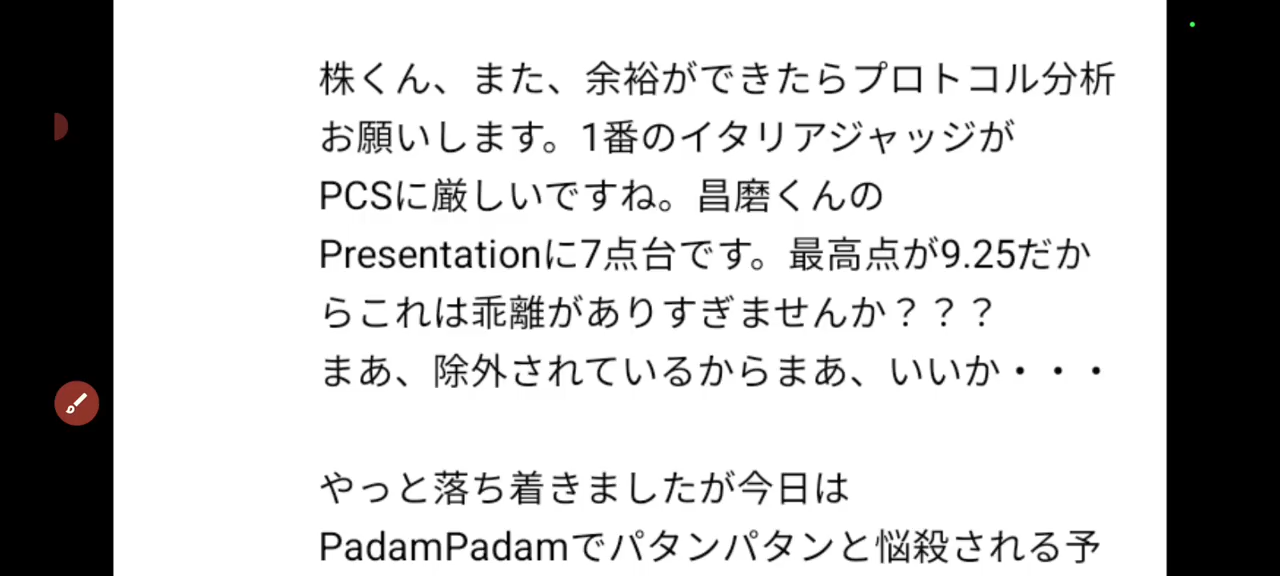 株くん、また、余裕ができたらプロトコル分析
お願いします。1番のイタリアジャッジが
PCSに厳しいですね。昌磨くんの
Presentationに7点台です。最高点が9.25だか
らこれは乖離がありすぎませんか？？？
まあ、除外されているからまあ、いいか・・・
やっと落ち着きましたが今日は
PadamPadamでパタンパタンと悩殺される予